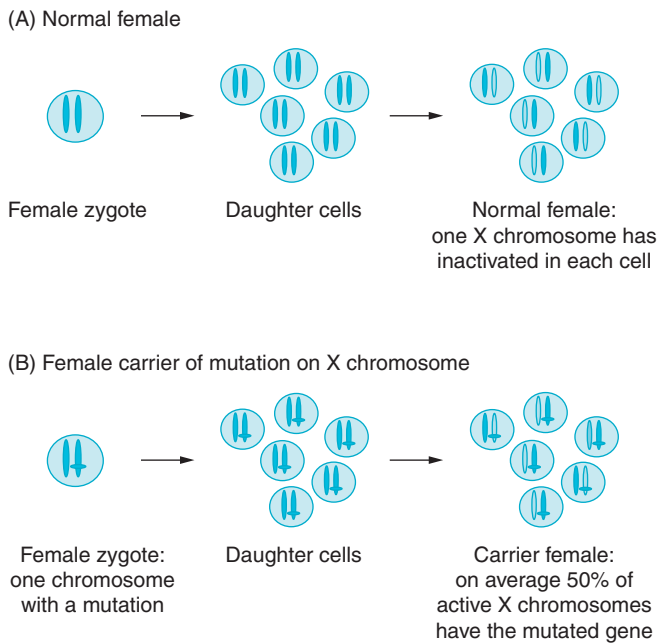 (A) Normal female
Female zygote
Daughter cells
Normal female:
one X chromosome has
inactivated in each cell
(B) Female carrier of mutation on X chromosome
Female zygote:
one chromosome
with a mutation
Daughter cells
Carrier female:
on average 50% of
active X chromosomes
have the mutated gene